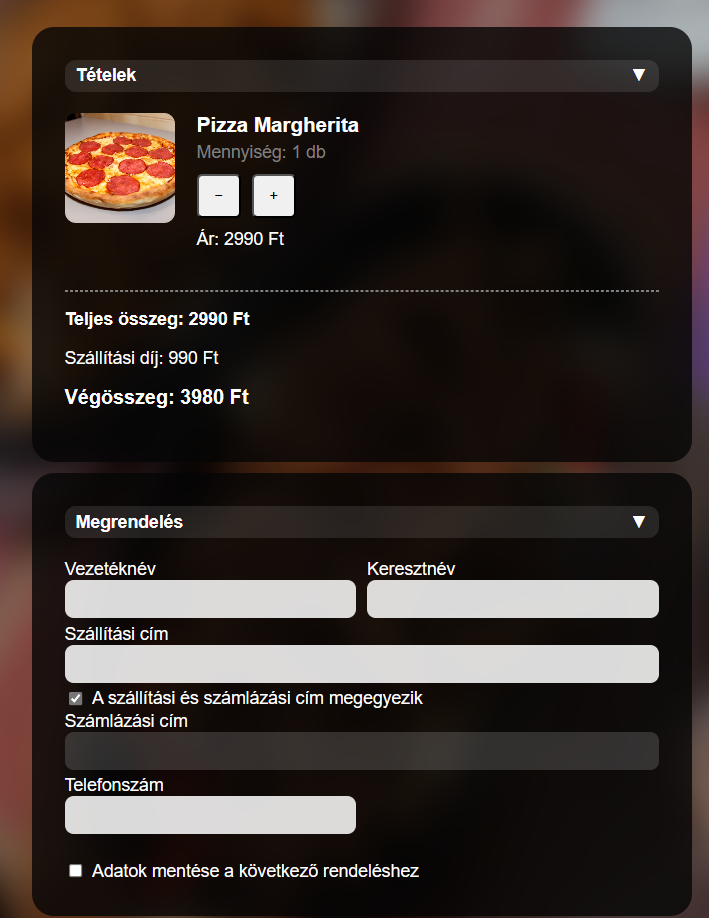 Tételek ▼
Pizza Margherita
Mennyiség: 1 db
− +
Ár: 2990 Ft
Teljes összeg: 2990 Ft
Szállítási díj: 990 Ft
Végösszeg: 3980 Ft
Megrendelés ▼
Vezetéknév Keresztnév
Szállítási cím
A szállítási és számlázási cím megegyezik
Számlázási cím
Telefonszám
Adatok mentése a következő rendeléshez